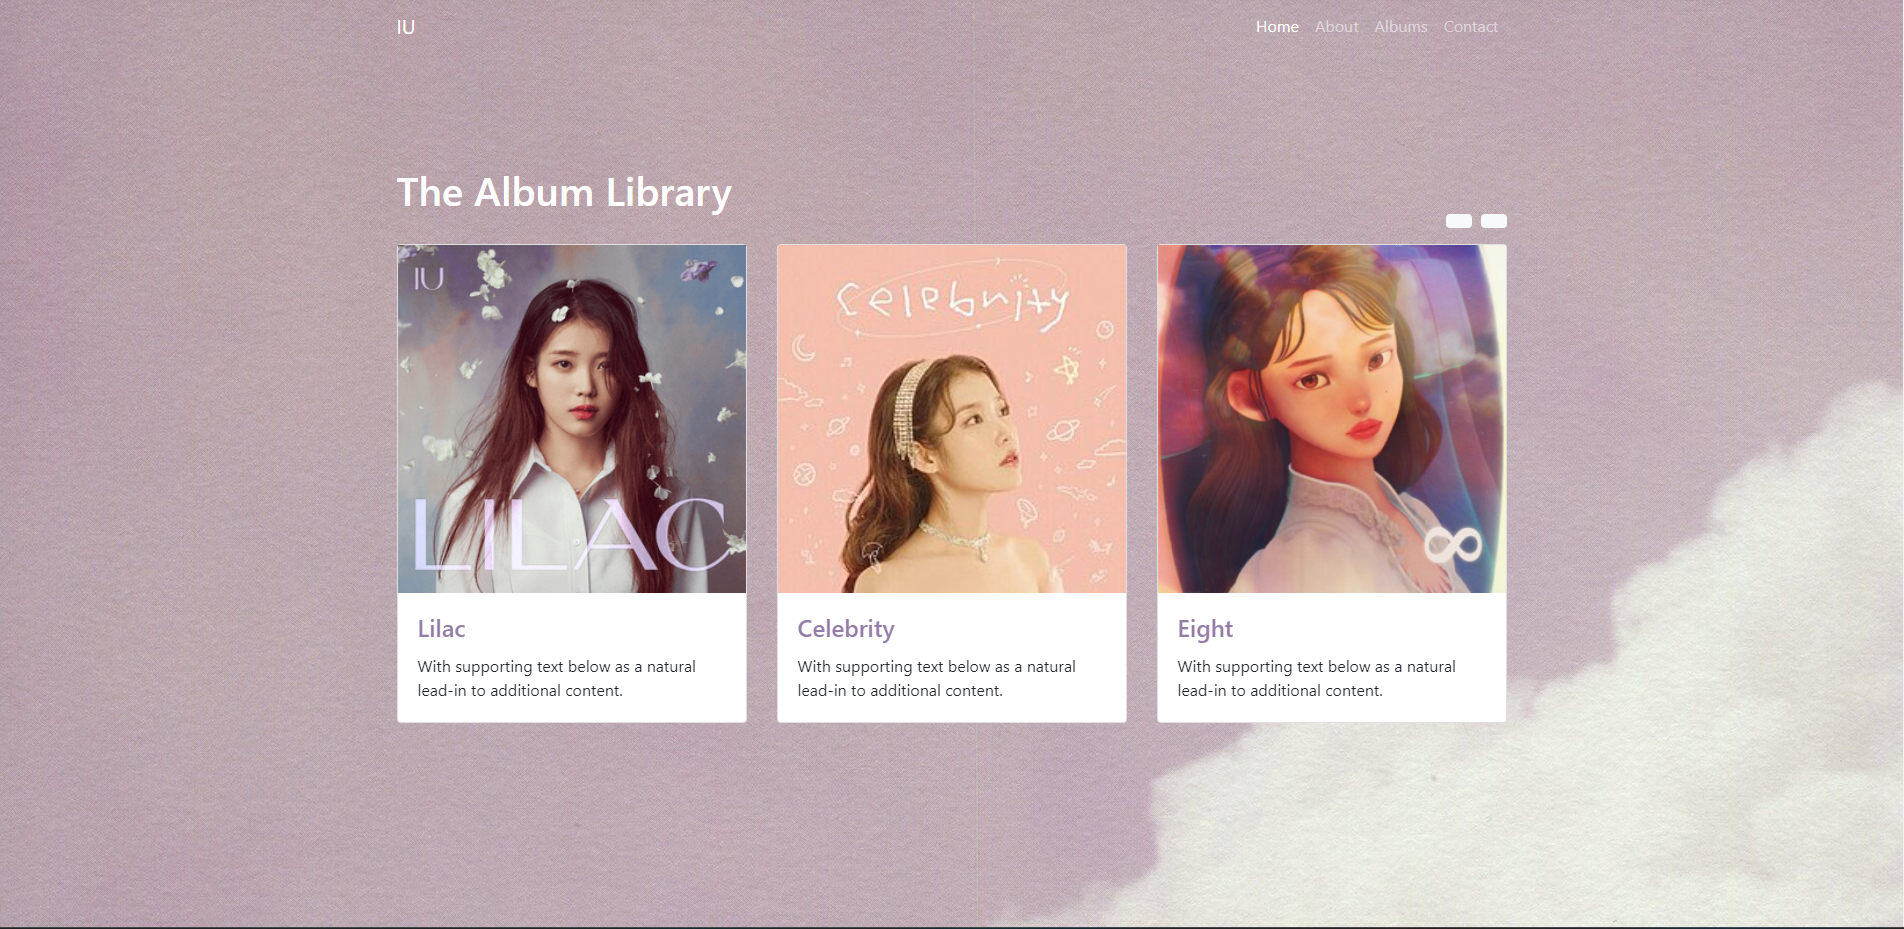 IU
Home About Albums Contact
The Album Library
IU
LILAC
Celebrity
Lilac
With supporting text below as a natural
lead-in to additional content.
Celebrity
With supporting text below as a natural
lead-in to additional content.
Eight
With supporting text below as a natural
lead-in to additional content.